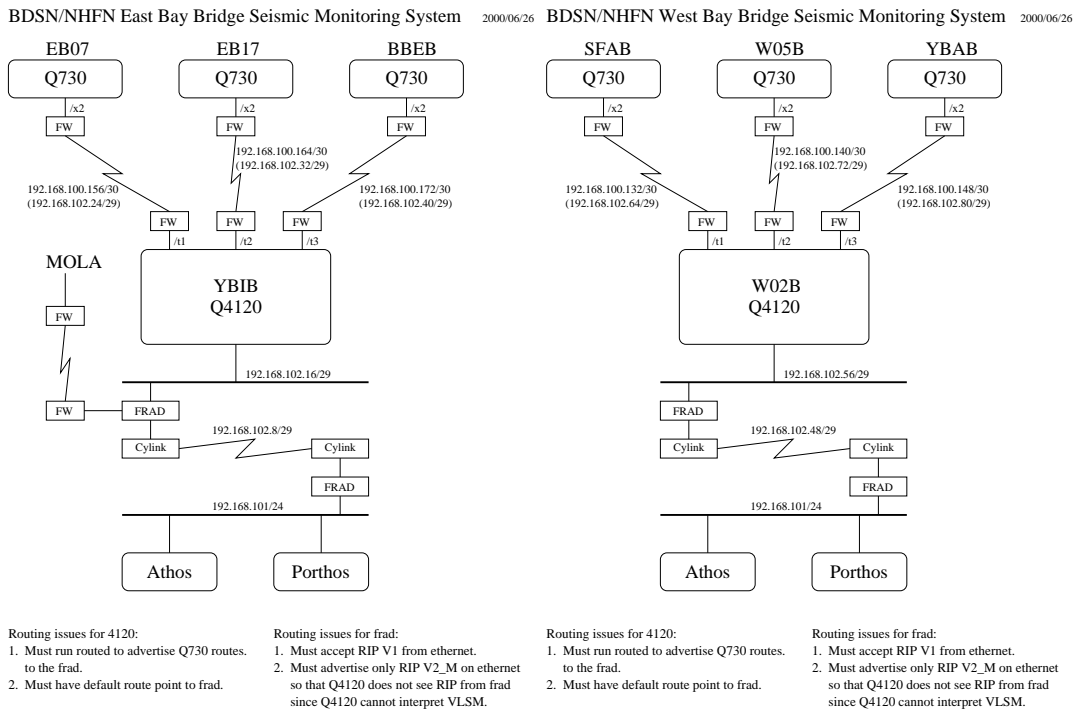 BDSN/NHFN East Bay Bridge Seismic Monitoring System 2000/06/26
EB07 EB17 BBEB
Q730 Q730 Q730
/x2 /x2 /x2
FW FW FW
192.168.100.164/30
(192.168.102.32/29)
192.168.100.156/30 192.168.100.172/30
(192.168.102.24/29) (192.168.102.40/29)
FW FW FW
/t1 /t2 /t3
MOLA
YBIB
Q4120
FW
192.168.102.16/29
FW FRAD
192.168.102.8/29
Cylink Cylink
FRAD
192.168.101/24
Athos Porthos
Routing issues for 4120:
1. Must run routed to advertise Q730 routes.
to the frad.
2. Must have default route point to frad.
Routing issues for frad:
1. Must accept RIP V1 from ethernet.
2. Must advertise only RIP V2_M on ethernet
so that Q4120 does not see RIP from frad
since Q4120 cannot interpret VLSM.
BDSN/NHFN West Bay Bridge Seismic Monitoring System 2000/06/26
SFAB W05B YBAB
Q730 Q730 Q730
/x2 /x2 /x2
FW FW FW
192.168.100.140/30
(192.168.102.72/29)
192.168.100.132/30 192.168.100.148/30
(192.168.102.64/29) (192.168.102.80/29)
FW FW FW
/t1 /t2 /t3
W02B
Q4120
192.168.102.56/29
FRAD
192.168.102.48/29
Cylink Cylink
FRAD
192.168.101/24
Athos Porthos
Routing issues for 4120:
1. Must run routed to advertise Q730 routes.
to the frad.
2. Must have default route point to frad.
Routing issues for frad:
1. Must accept RIP V1 from ethernet.
2. Must advertise only RIP V2_M on ethernet
so that Q4120 does not see RIP from frad
since Q4120 cannot interpret VLSM.